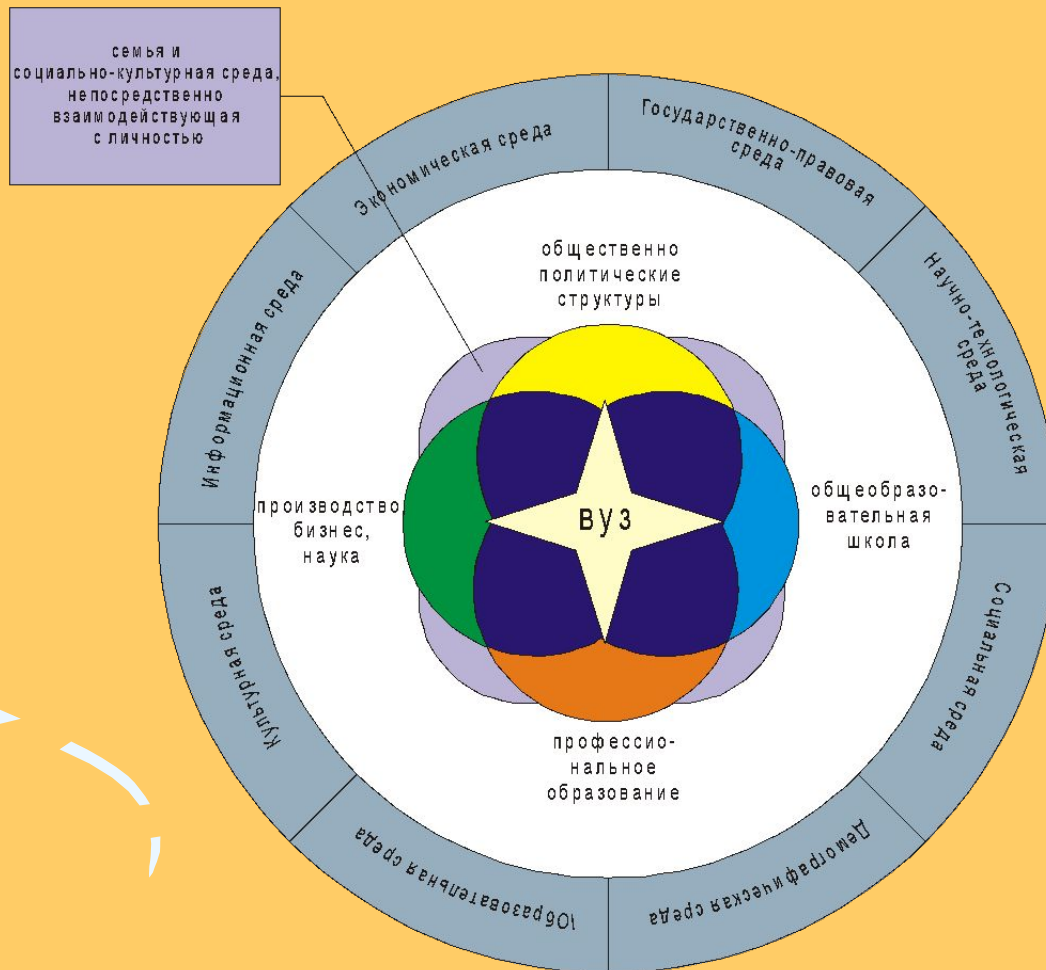 семья и
социально-культурная среда,
непосредственно
взаимодействующая
с личностью
Экономическая среда
Государственно-правовая
среда
Научно-технологическая
среда
Социальная среда
Демографическая среда
Образовательная среда
Культурная среда
Информационная среда
общественно
политические
структуры
производство,
бизнес,
наука
вуз
общеобразо-
вательная
школа
профессио-
нальное
образование